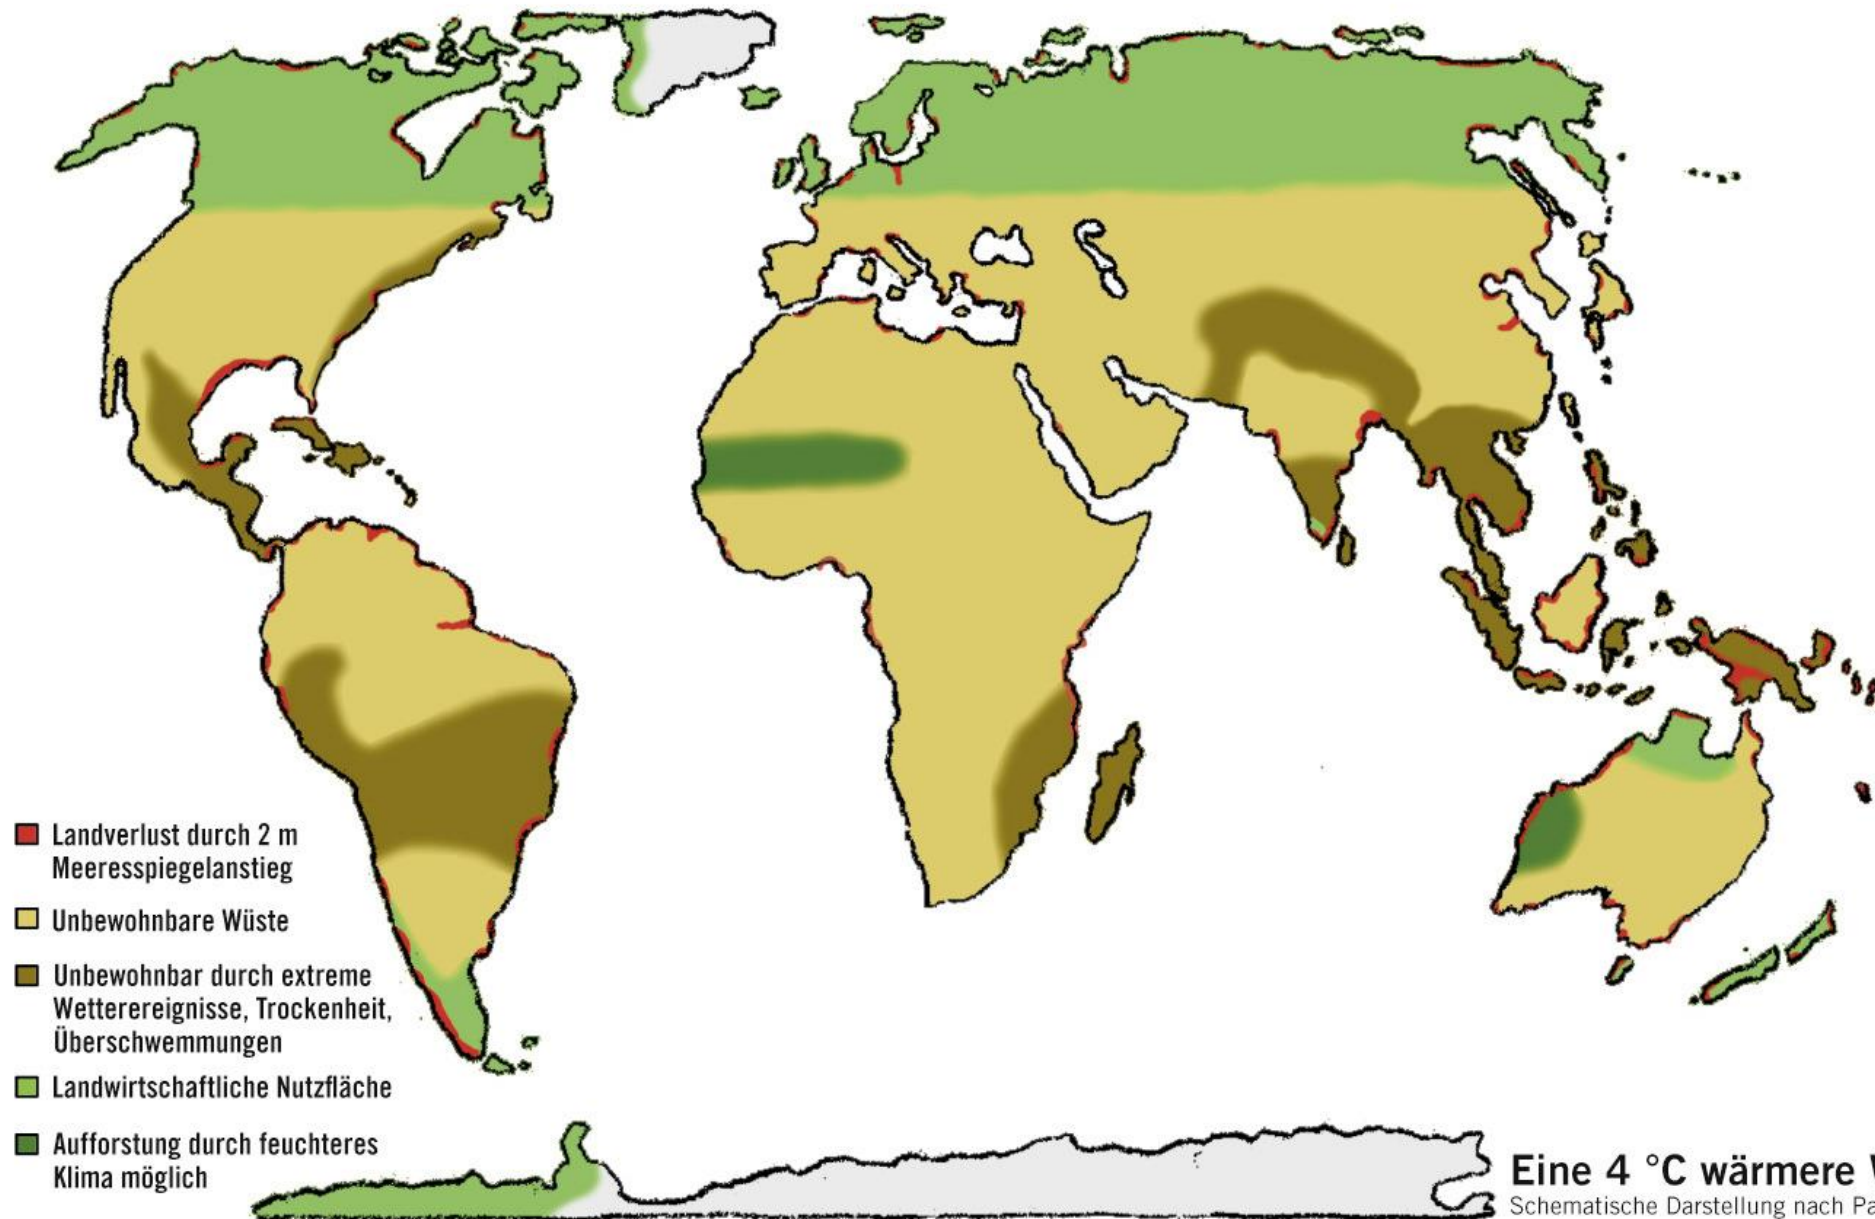 Landverlust durch 2 m
Meeresspiegelanstieg
Unbewohnbare Wüste
Unbewohnbar durch extreme
Wetterereignisse, Trockenheit,
Überschwemmungen
Landwirtschaftliche Nutzfläche
Aufforstung durch feuchteres
Klima möglich
Eine 4 °C wärmere
Schematische Darstellung nach